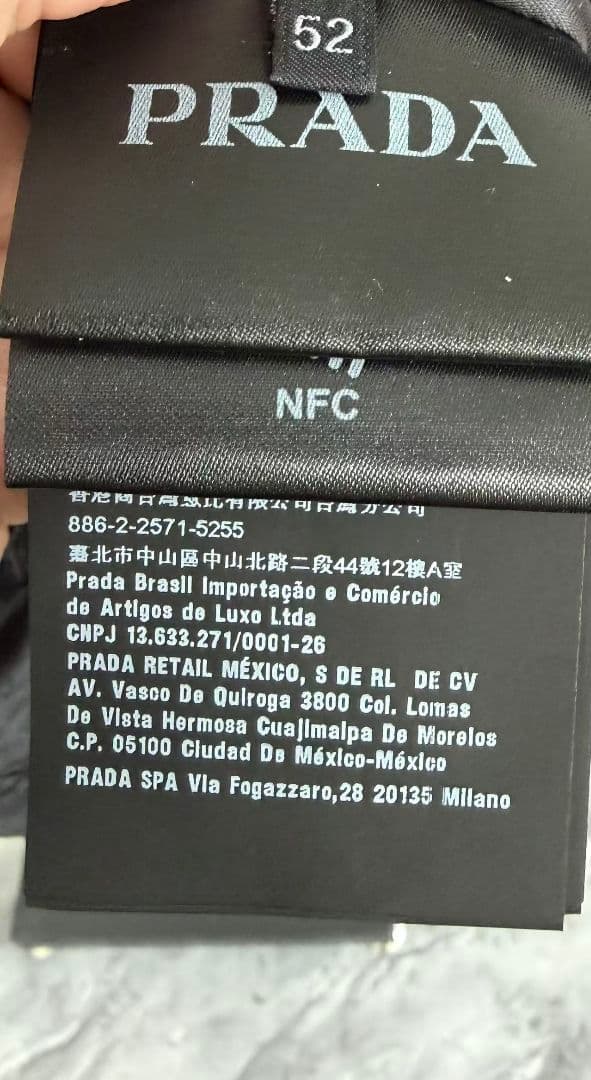 52
PRADA
NFC
886-2-2571-5255
臺北市中山區中山北路二段44號12樓A室
Prada Brasil Importação e Comércio
de Artigos de Luxo Ltda
CNPJ 13.633.271/0001-26
PRADA RETAIL MÉXICO, S DE RL DE CV
AV. Vasco De Quiroga 3800 Col. Lomas
De Vista Hermosa Cuajimalpa De Morelos
C.P. 05100 Ciudad De México-México
PRADA SPA Via Fogazzaro,28 20135 Milano